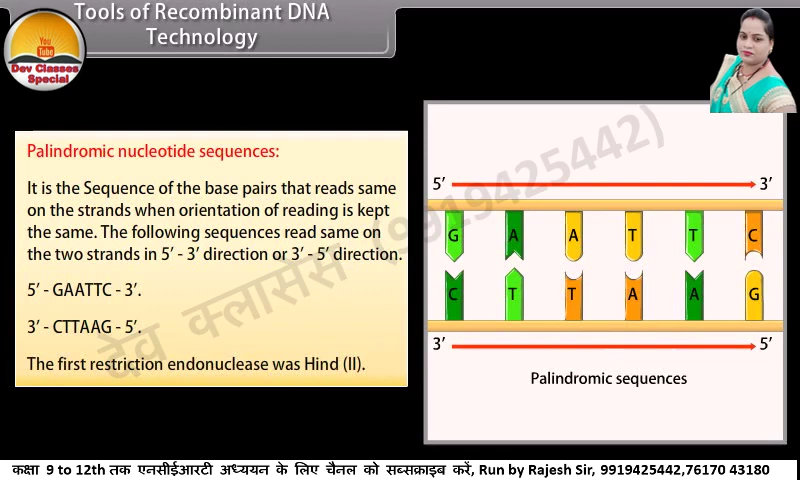 Tools of Recombinant DNA
Technology
You
Tube
Dev Classes
Special
Palindromic nucleotide sequences:
It is the Sequence of the base pairs that reads same
on the strands when orientation of reading is kept
the same. The following sequences read same on
the two strands in 5′ - 3′ direction or 3′ - 5′ direction.
5′ - GAATTC - 3′.
3′ - CTTAAG - 5′.
The first restriction endonuclease was Hind (II).
देव क्लासेस (9919425442)
5′ 3′
G A A T T C
C T T A A G
3′ 5′
Palindromic sequences
कक्षा 9 to 12th तक एनसीईआरटी अध्ययन के लिए चैनल को सब्सक्राइब करें, Run by Rajesh Sir, 9919425442,76170 43180